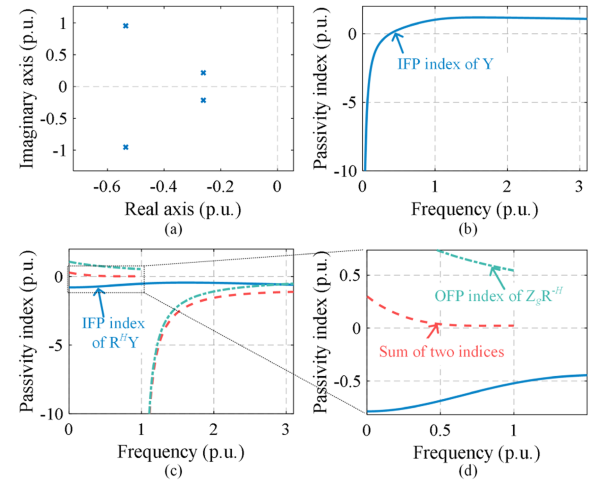 Imaginary axis (p.u.)
1
0.5
0
-0.5
-1
-0.6
-0.4
-0.2
0
Real axis (p.u.)
(a)
Passivity index (p.u.)
0
-5
-10
IFP index of Y
0
1
2
3
Frequency (p.u.)
(b)
Passivity index (p.u.)
0
-5
-10
IFP index
of R^H Y
0
1
2
3
Frequency (p.u.)
(c)
Passivity index (p.u.)
0.5
0
-0.5
OFP index of Z_g R^-H
Sum of two indices
0
0.5
1
Frequency (p.u.)
(d)